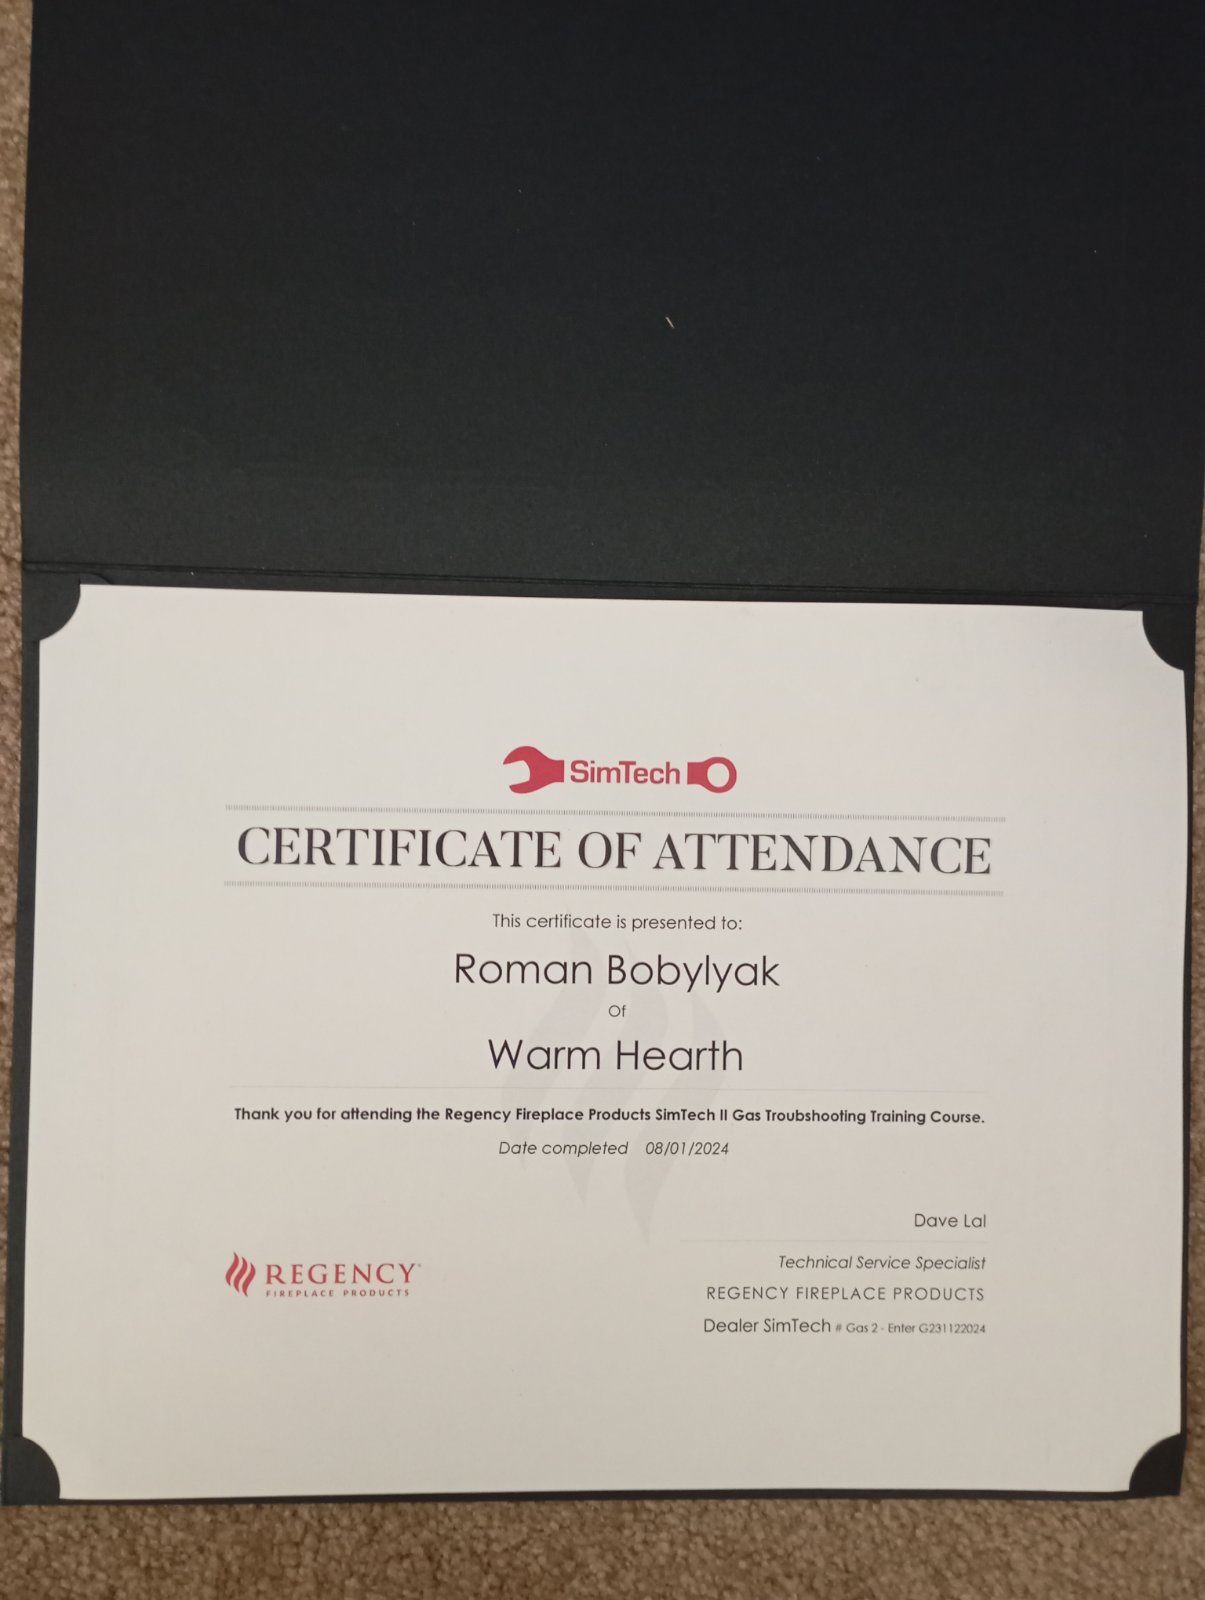 SimTech
CERTIFICATE OF ATTENDANCE
This certificate is presented to:
Roman Bobylyak
Of
Warm Hearth
Thank you for attending the Regency Fireplace Products SimTech II Gas Troubshooting Training Course.
Date completed 08/01/2024
Dave Lal
Technical Service Specialist
REGENCY FIREPLACE PRODUCTS
Dealer SimTech # Gas 2 - Enter G231122024
REGENCY®
FIREPLACE PRODUCTS